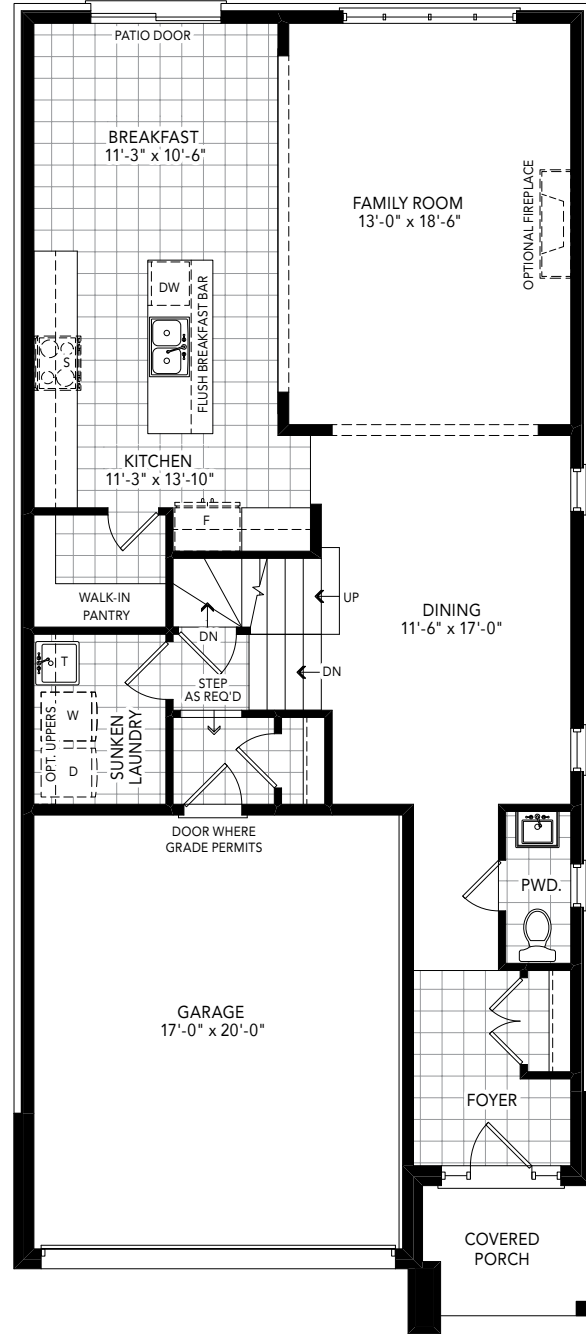 PATIO DOOR
BREAKFAST
11'-3" x 10'-6"
FAMILY ROOM
13'-0" x 18'-6"
OPTIONAL FIREPLACE
DW
FLUSH BREAKFAST BAR
S
KITCHEN
11'-3" x 13'-10"
F
WALK-IN
PANTRY
UP
DINING
11'-6" x 17'-0"
DN
DN
STEP
AS REQ'D
T
W
D
OPT. UPPERS
SUNKEN
LAUNDRY
DOOR WHERE
GRADE PERMITS
PWD.
GARAGE
17'-0" x 20'-0"
FOYER
COVERED
PORCH